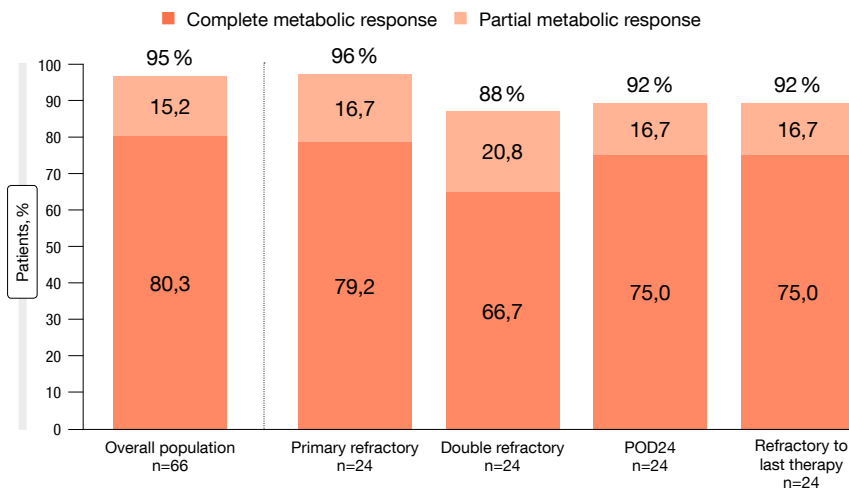 Complete metabolic response Partial metabolic response
95 % 96 % 88 % 92 % 92 %
100
90
80
70
60
50
40
30
20
10
0
Patients, %
15,2 16,7 20,8 16,7 16,7
80,3 79,2 66,7 75,0 75,0
Overall population
n=66
Primary refractory
n=24
Double refractory
n=24
POD24
n=24
Refractory to
last therapy
n=24